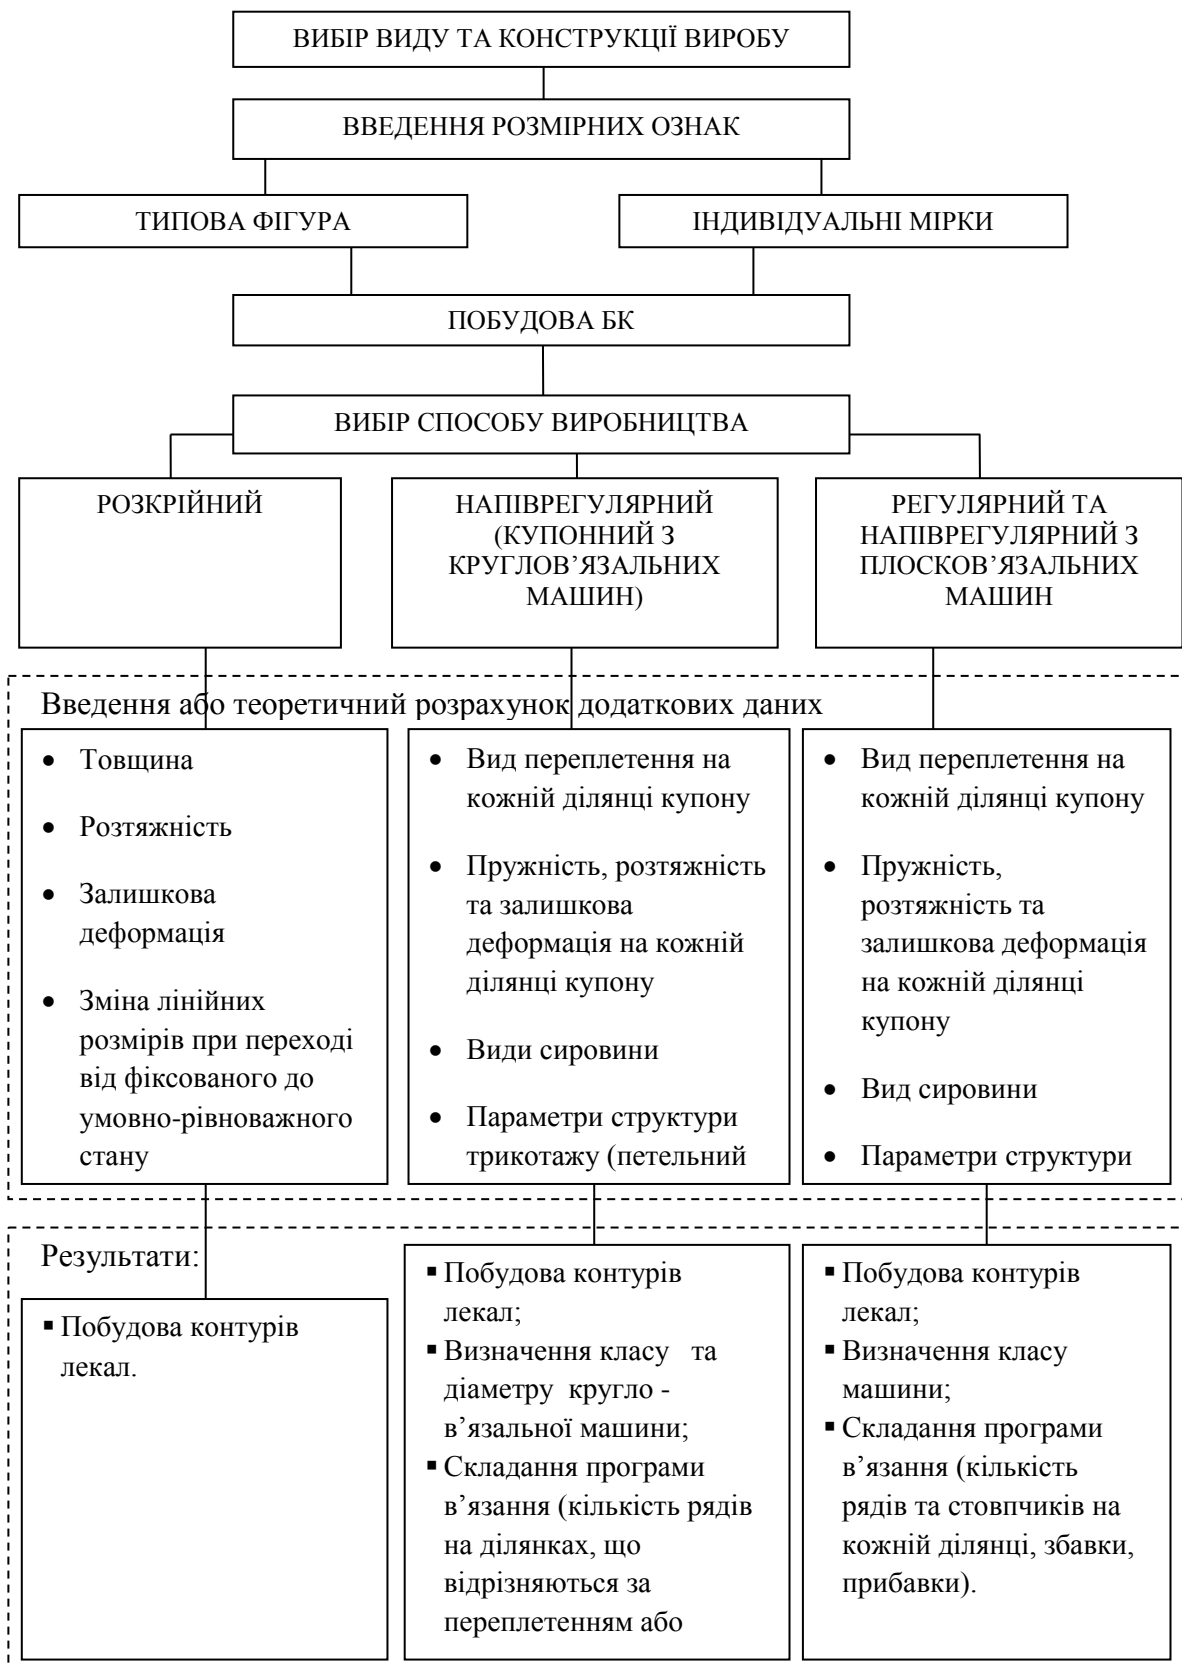 ВИБІР ВИДУ ТА КОНСТРУКЦІЇ ВИРОБУ
ВВЕДЕННЯ РОЗМІРНИХ ОЗНАК
ТИПОВА ФІГУРА
ІНДИВІДУАЛЬНІ МІРКИ
ПОБУДОВА БК
ВИБІР СПОСОБУ ВИРОБНИЦТВА
РОЗКРІЙНИЙ
НАПІВРЕГУЛЯРНИЙ
(КУПОННИЙ З
КРУГЛОВ’ЯЗАЛЬНИХ
МАШИН)
РЕГУЛЯРНИЙ ТА
НАПІВРЕГУЛЯРНИЙ З
ПЛОСКОВ’ЯЗАЛЬНИХ
МАШИН
Введення або теоретичний розрахунок додаткових даних
• Товщина
• Розтяжність
• Залишкова
деформація
• Зміна лінійних
розмірів при переході
від фіксованого до
умовно-рівноважного
стану
• Вид переплетення на
кожній ділянці купону
• Пружність, розтяжність
та залишкова
деформація на кожній
ділянці купону
• Види сировини
• Параметри структури
трикотажу (петельний
• Вид переплетення на
кожній ділянці купону
• Пружність,
розтяжність та
залишкова деформація
на кожній ділянці
купону
• Вид сировини
• Параметри структури
Результати:
▪ Побудова контурів
лекал.
▪ Побудова контурів
лекал;
▪ Визначення класу та
діаметру кругло -
в’язальної машини;
▪ Складання програми
в’язання (кількість рядів
на ділянках, що
відрізняються за
переплетенням або
▪ Побудова контурів
лекал;
▪ Визначення класу
машини;
▪ Складання програми
в’язання (кількість
рядів та стовпчиків на
кожній ділянці, збавки,
прибавки).